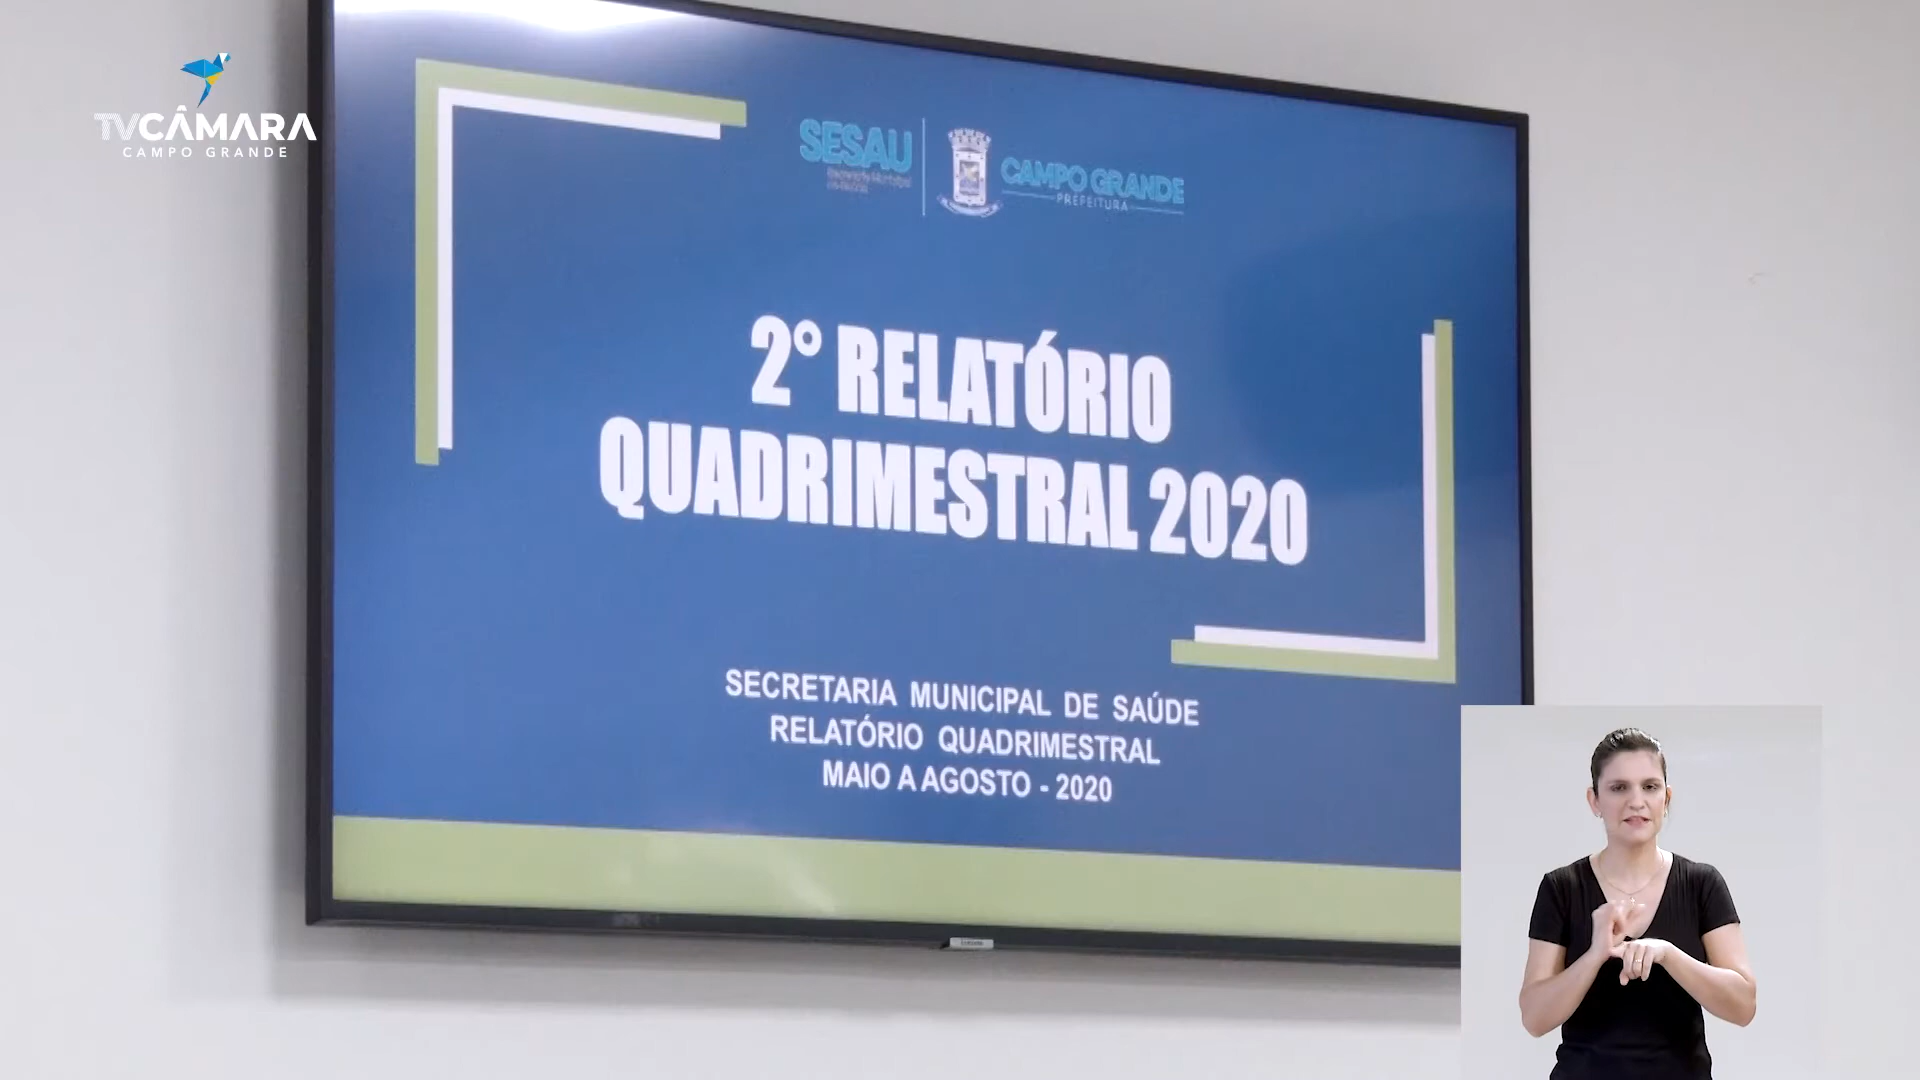 TVCÂMARA
CAMPO GRANDE
SESAU
CAMPO GRANDE
PREFEITURA
2° RELATÓRIO
QUADRIMESTRAL 2020
SECRETARIA MUNICIPAL DE SAÚDE
RELATÓRIO QUADRIMESTRAL
MAIO A AGOSTO - 2020